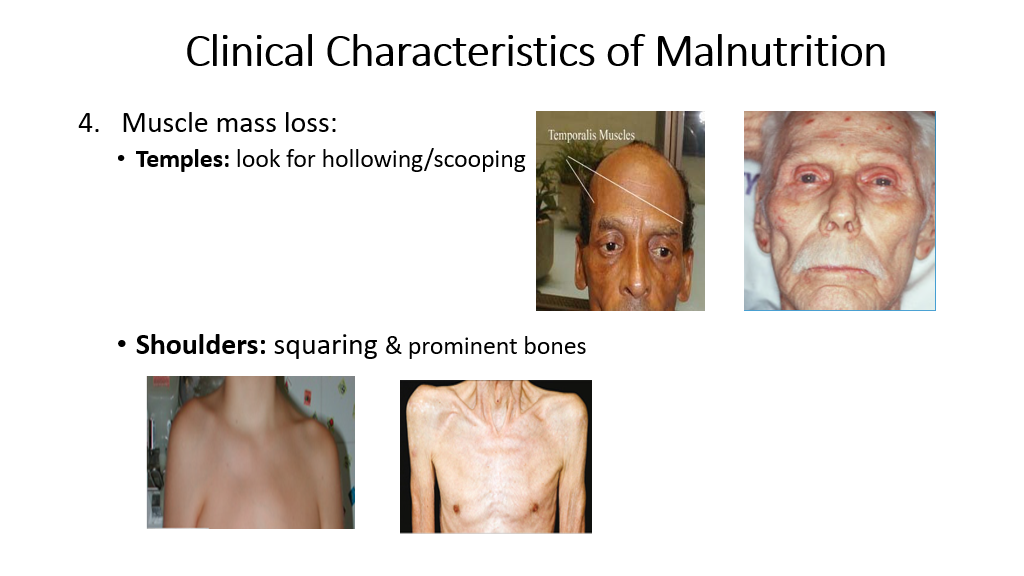 Clinical Characteristics of Malnutrition
4. Muscle mass loss:
• Temples: look for hollowing/scooping
Temporalis Muscles
• Shoulders: squaring & prominent bones